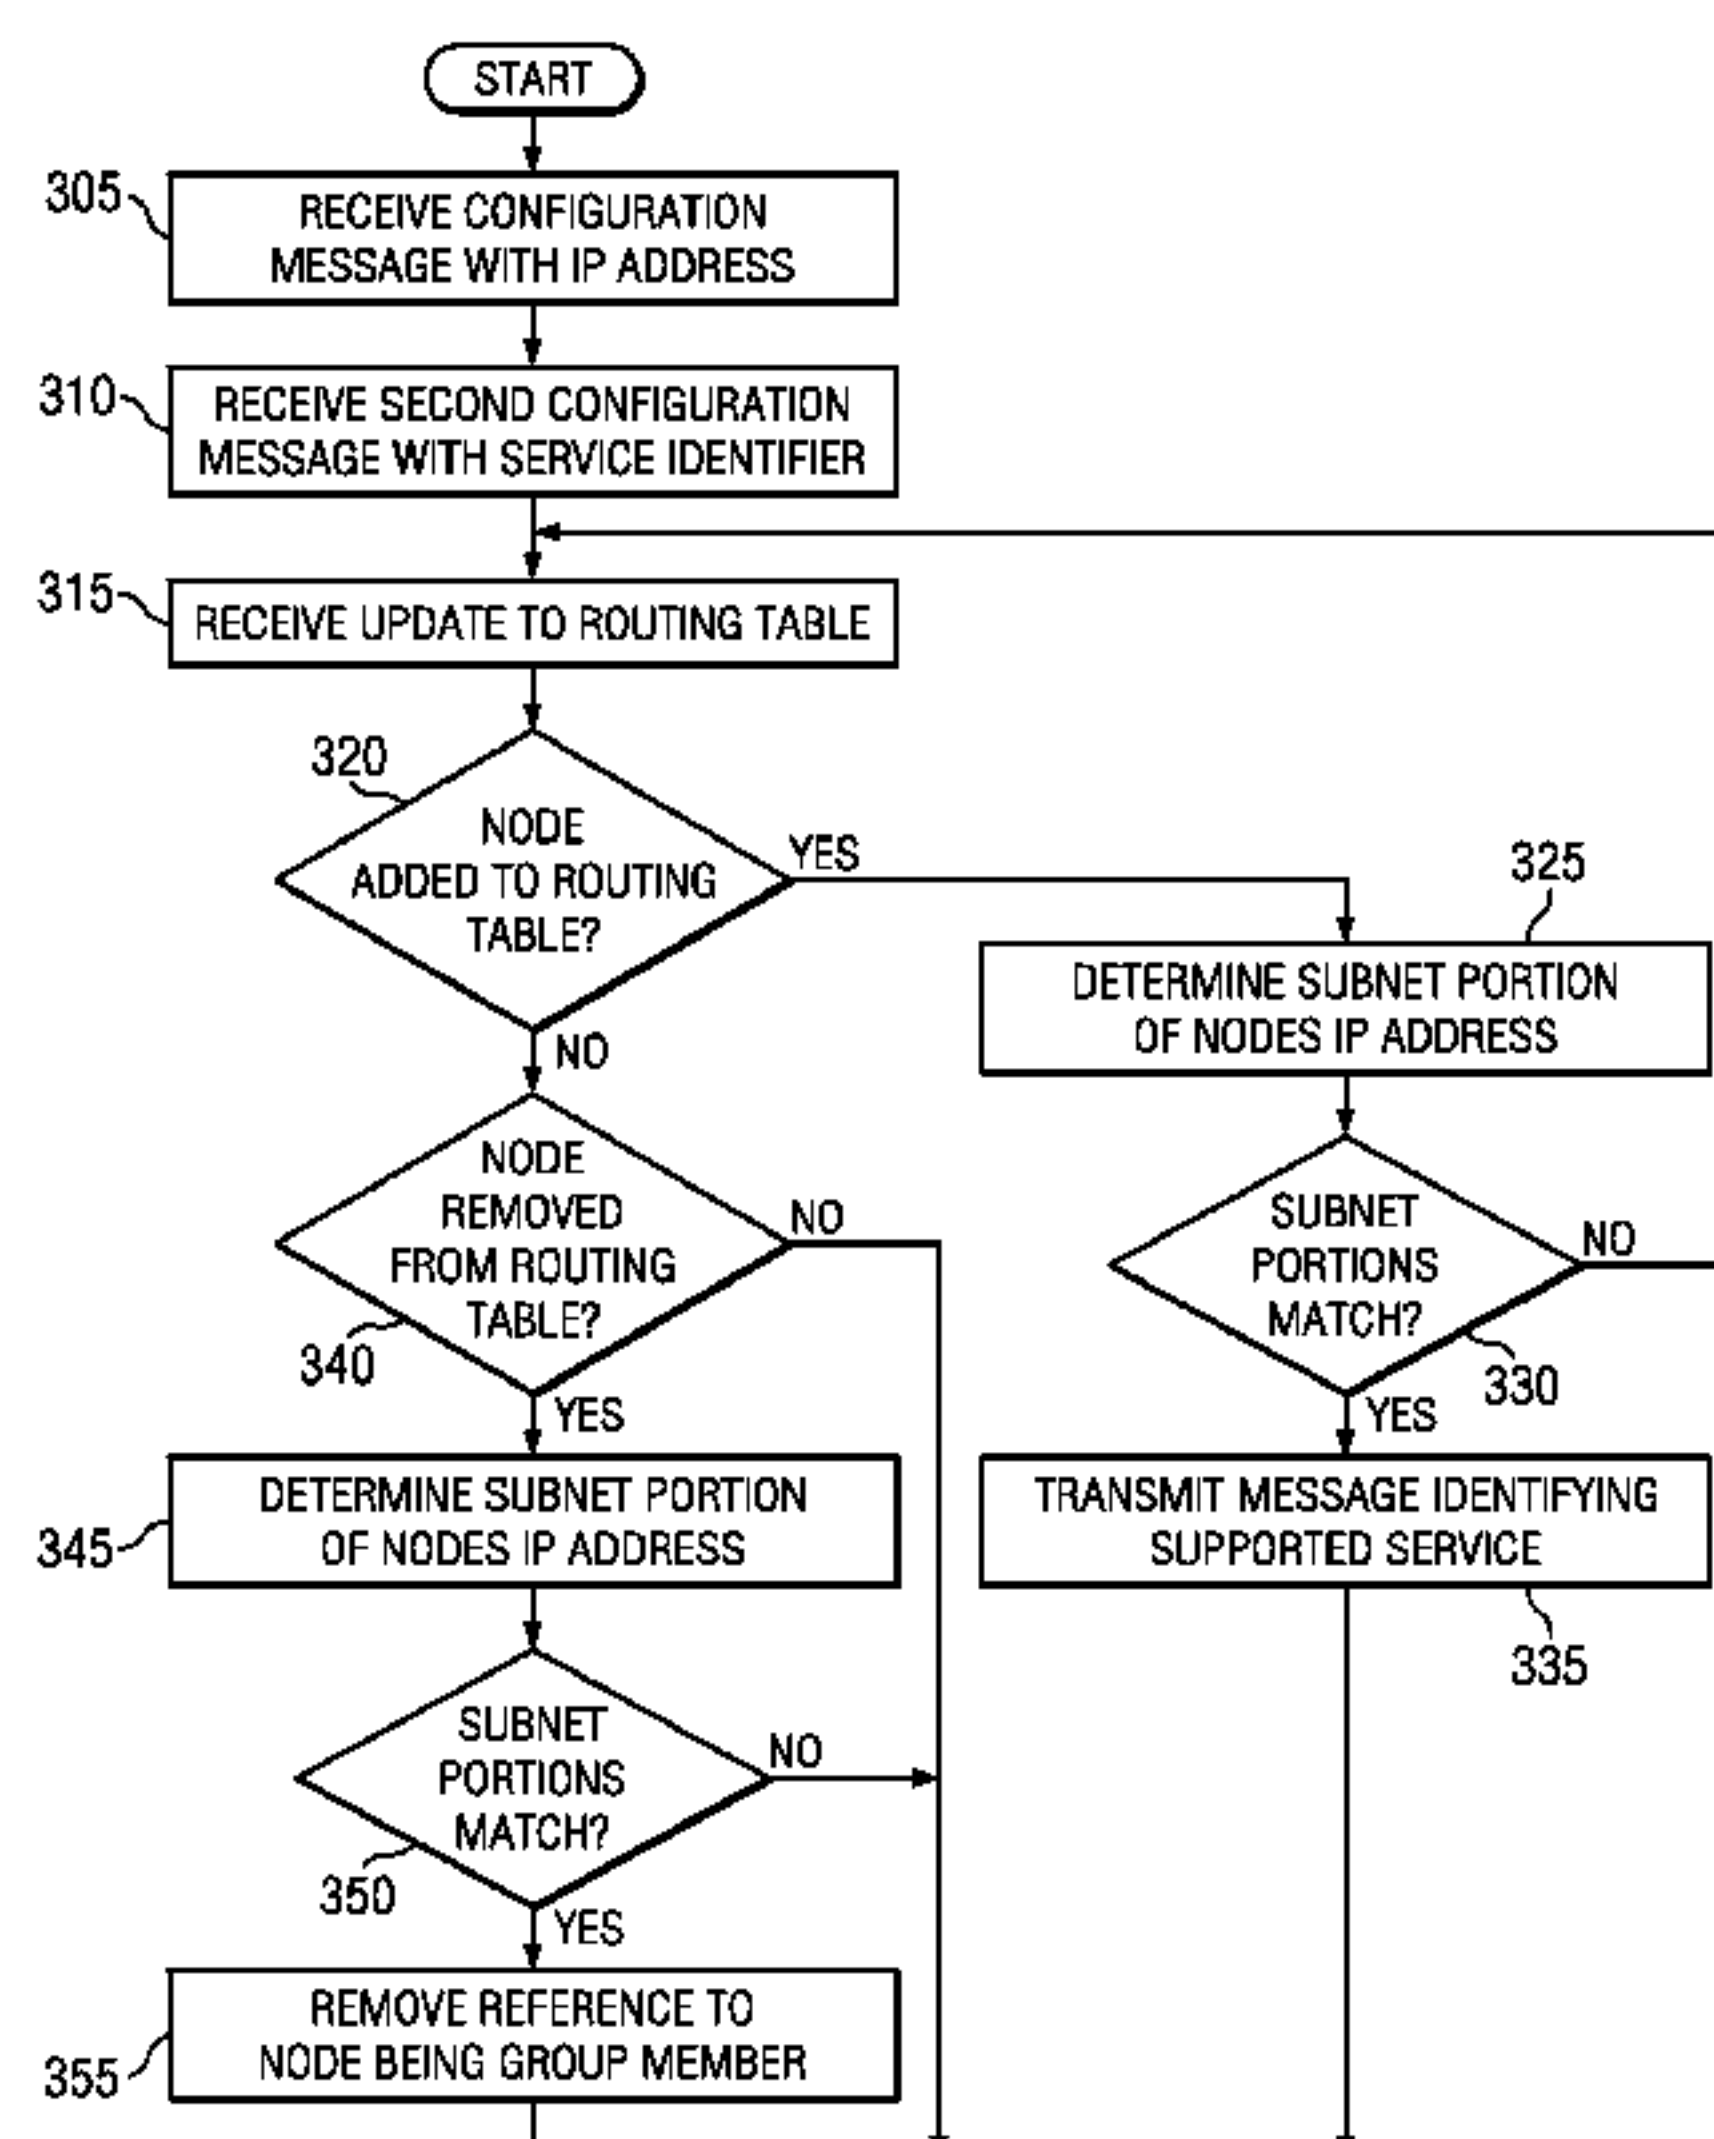 START
305
RECEIVE CONFIGURATION
MESSAGE WITH IP ADDRESS
310
RECEIVE SECOND CONFIGURATION
MESSAGE WITH SERVICE IDENTIFIER
315
RECEIVE UPDATE TO ROUTING TABLE
320
NODE
ADDED TO ROUTING
TABLE?
YES
NO
325
DETERMINE SUBNET PORTION
OF NODES IP ADDRESS
SUBNET
PORTIONS
MATCH?
NO
330
YES
TRANSMIT MESSAGE IDENTIFYING
SUPPORTED SERVICE
335
NODE
REMOVED
FROM ROUTING
TABLE?
NO
340
YES
345
DETERMINE SUBNET PORTION
OF NODES IP ADDRESS
SUBNET
PORTIONS
MATCH?
NO
350
YES
355
REMOVE REFERENCE TO
NODE BEING GROUP MEMBER